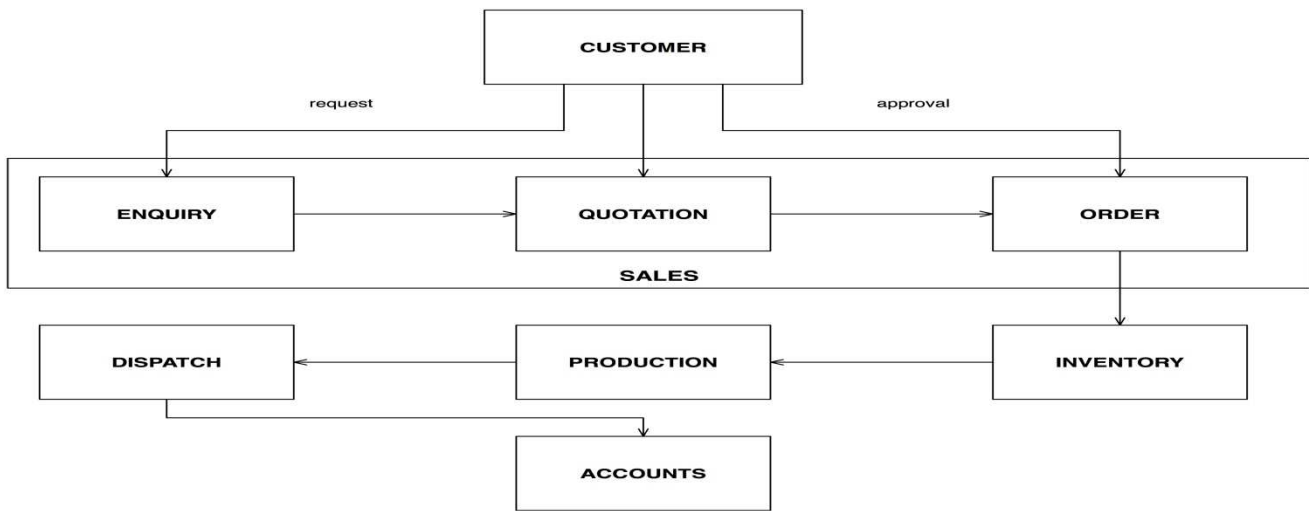 CUSTOMER
request
approval
ENQUIRY
QUOTATION
ORDER
SALES
DISPATCH
PRODUCTION
INVENTORY
ACCOUNTS